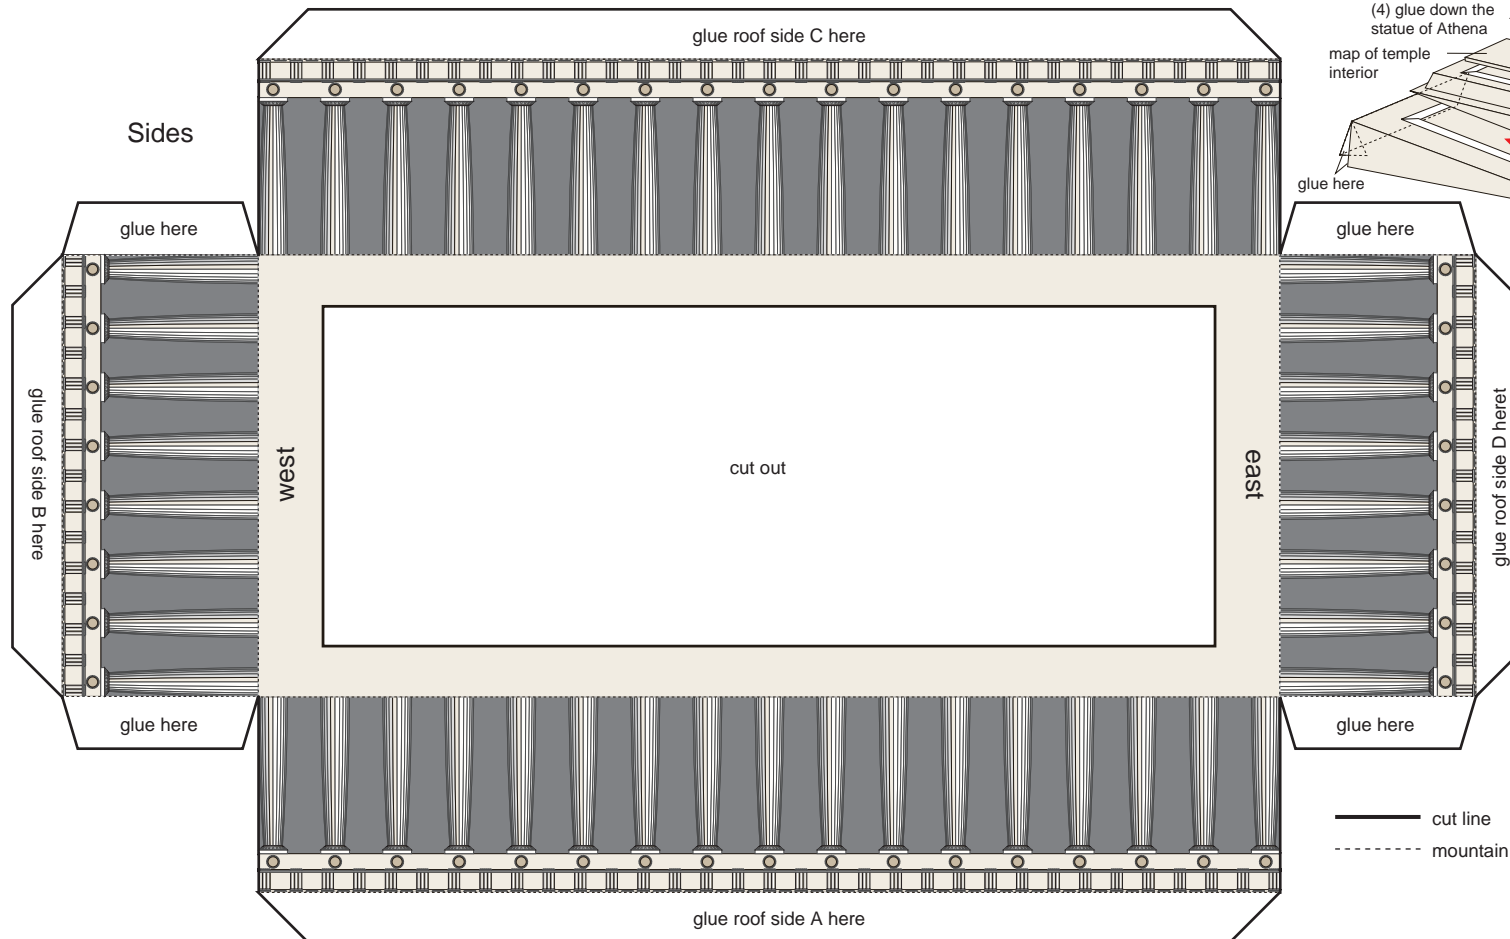 glue roof side C here
(4) glue down the
statue of Athena
map of temple
interior
Sides
glue here
glue here
glue here
glue roof side B here
west
cut out
east
glue roof side D heret
glue here
glue here
cut line
mountain
glue roof side A here